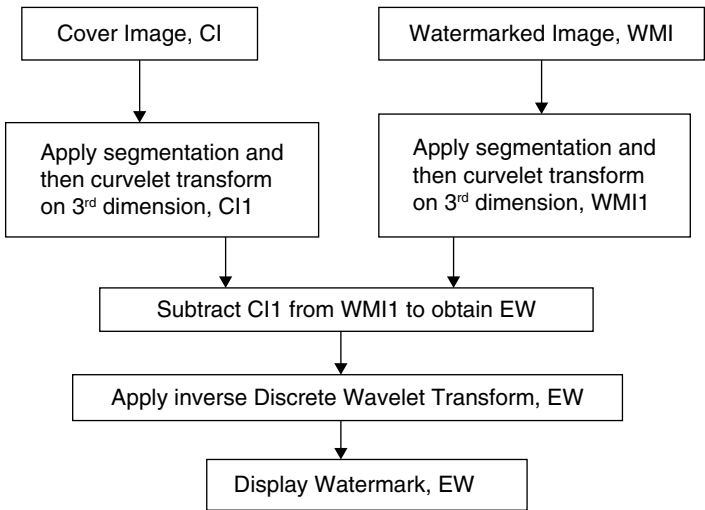 Cover Image, CI
Watermarked Image, WMI
Apply segmentation and
then curvelet transform
on 3rd dimension, CI1
Apply segmentation and
then curvelet transform
on 3rd dimension, WMI1
Subtract CI1 from WMI1 to obtain EW
Apply inverse Discrete Wavelet Transform, EW
Display Watermark, EW